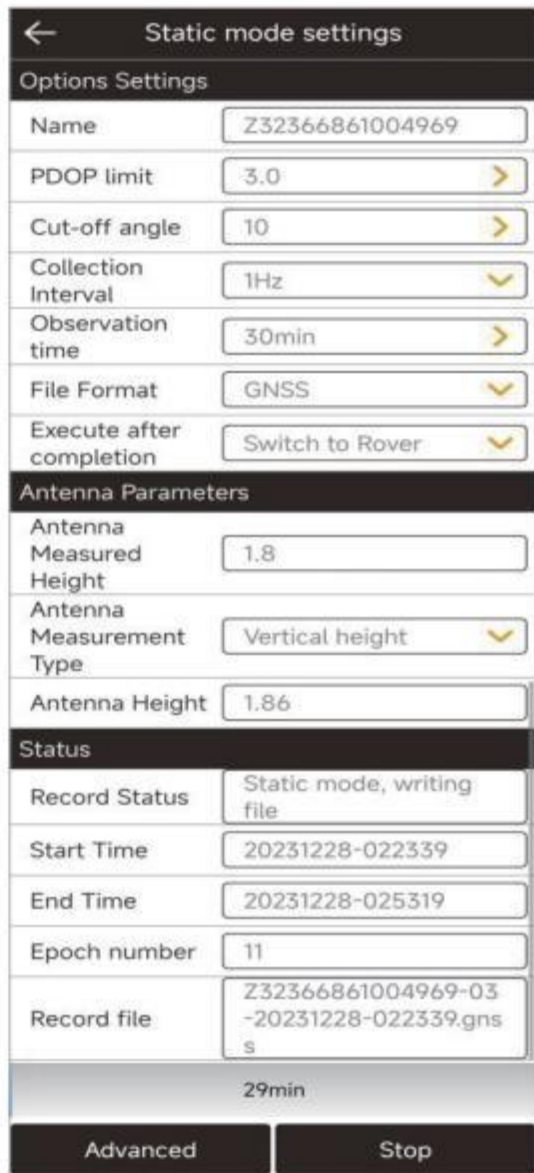 Static mode settings
Options Settings
Name Z32366861004969
PDOP limit 3.0
Cut-off angle 10
Collection
Interval
1Hz
Observation
time
30min
File Format GNSS
Execute after
completion
Switch to Rover
Antenna Parameters
Antenna
Measured
Height
1.8
Antenna
Measurement
Type
Vertical height
Antenna Height 1.86
Status
Record Status
Static mode, writing
file
Start Time 20231228-022339
End Time 20231228-025319
Epoch number 11
Record file
Z32366861004969-03
-20231228-022339.gns
s
29min
Advanced Stop